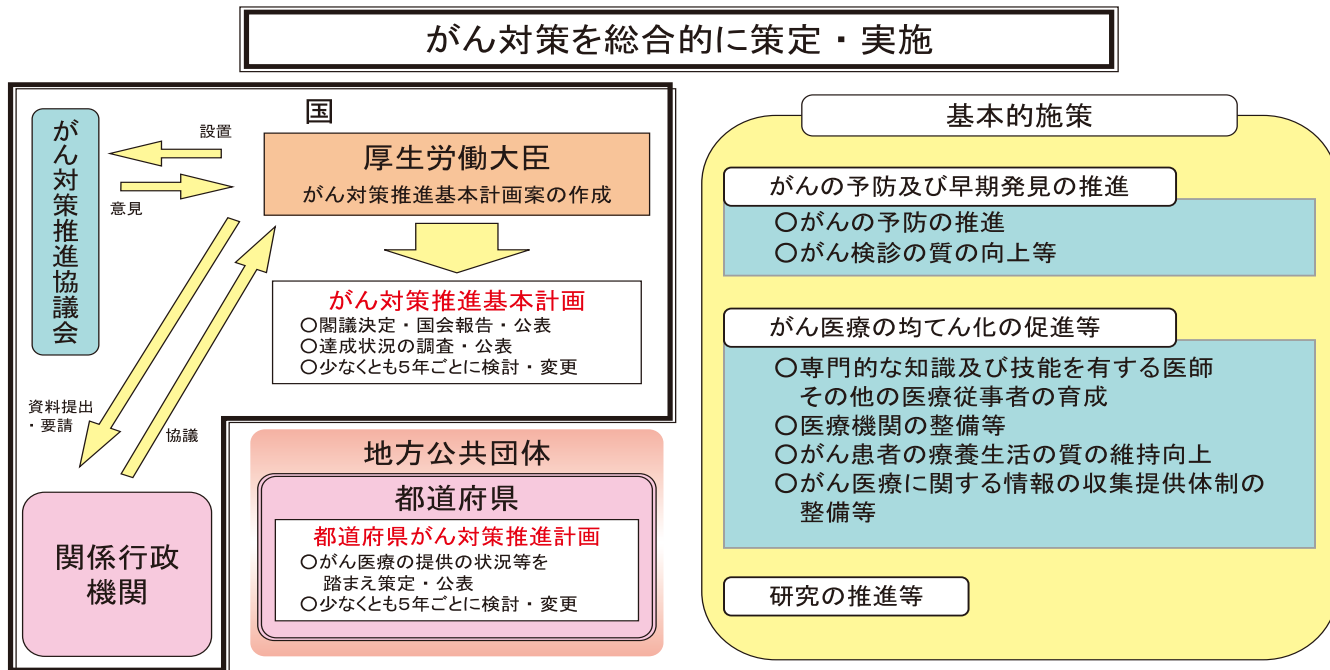 がん対策を総合的に策定・実施
国
がん対策推進協議会
設置
意見
厚生労働大臣
がん対策推進基本計画案の作成
がん対策推進基本計画
○閣議決定・国会報告・公表
○達成状況の調査・公表
○少なくとも5年ごとに検討・変更
資料提出
・要請
協議
関係行政
機関
地方公共団体
都道府県
都道府県がん対策推進計画
○がん医療の提供の状況等を
踏まえ策定・公表
○少なくとも5年ごとに検討・変更
基本的施策
がんの予防及び早期発見の推進
○がんの予防の推進
○がん検診の質の向上等
がん医療の均てん化の促進等
○専門的な知識及び技能を有する医師
その他の医療従事者の育成
○医療機関の整備等
○がん患者の療養生活の質の維持向上
○がん医療に関する情報の収集提供体制の
整備等
研究の推進等